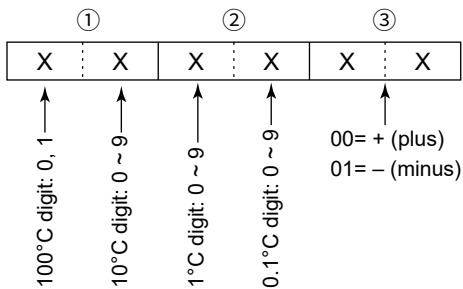 ① ② ③
X X X X X X
100°C digit: 0, 1
10°C digit: 0 ~ 9
1°C digit: 0 ~ 9
0.1°C digit: 0 ~ 9
00= + (plus)
01= – (minus)